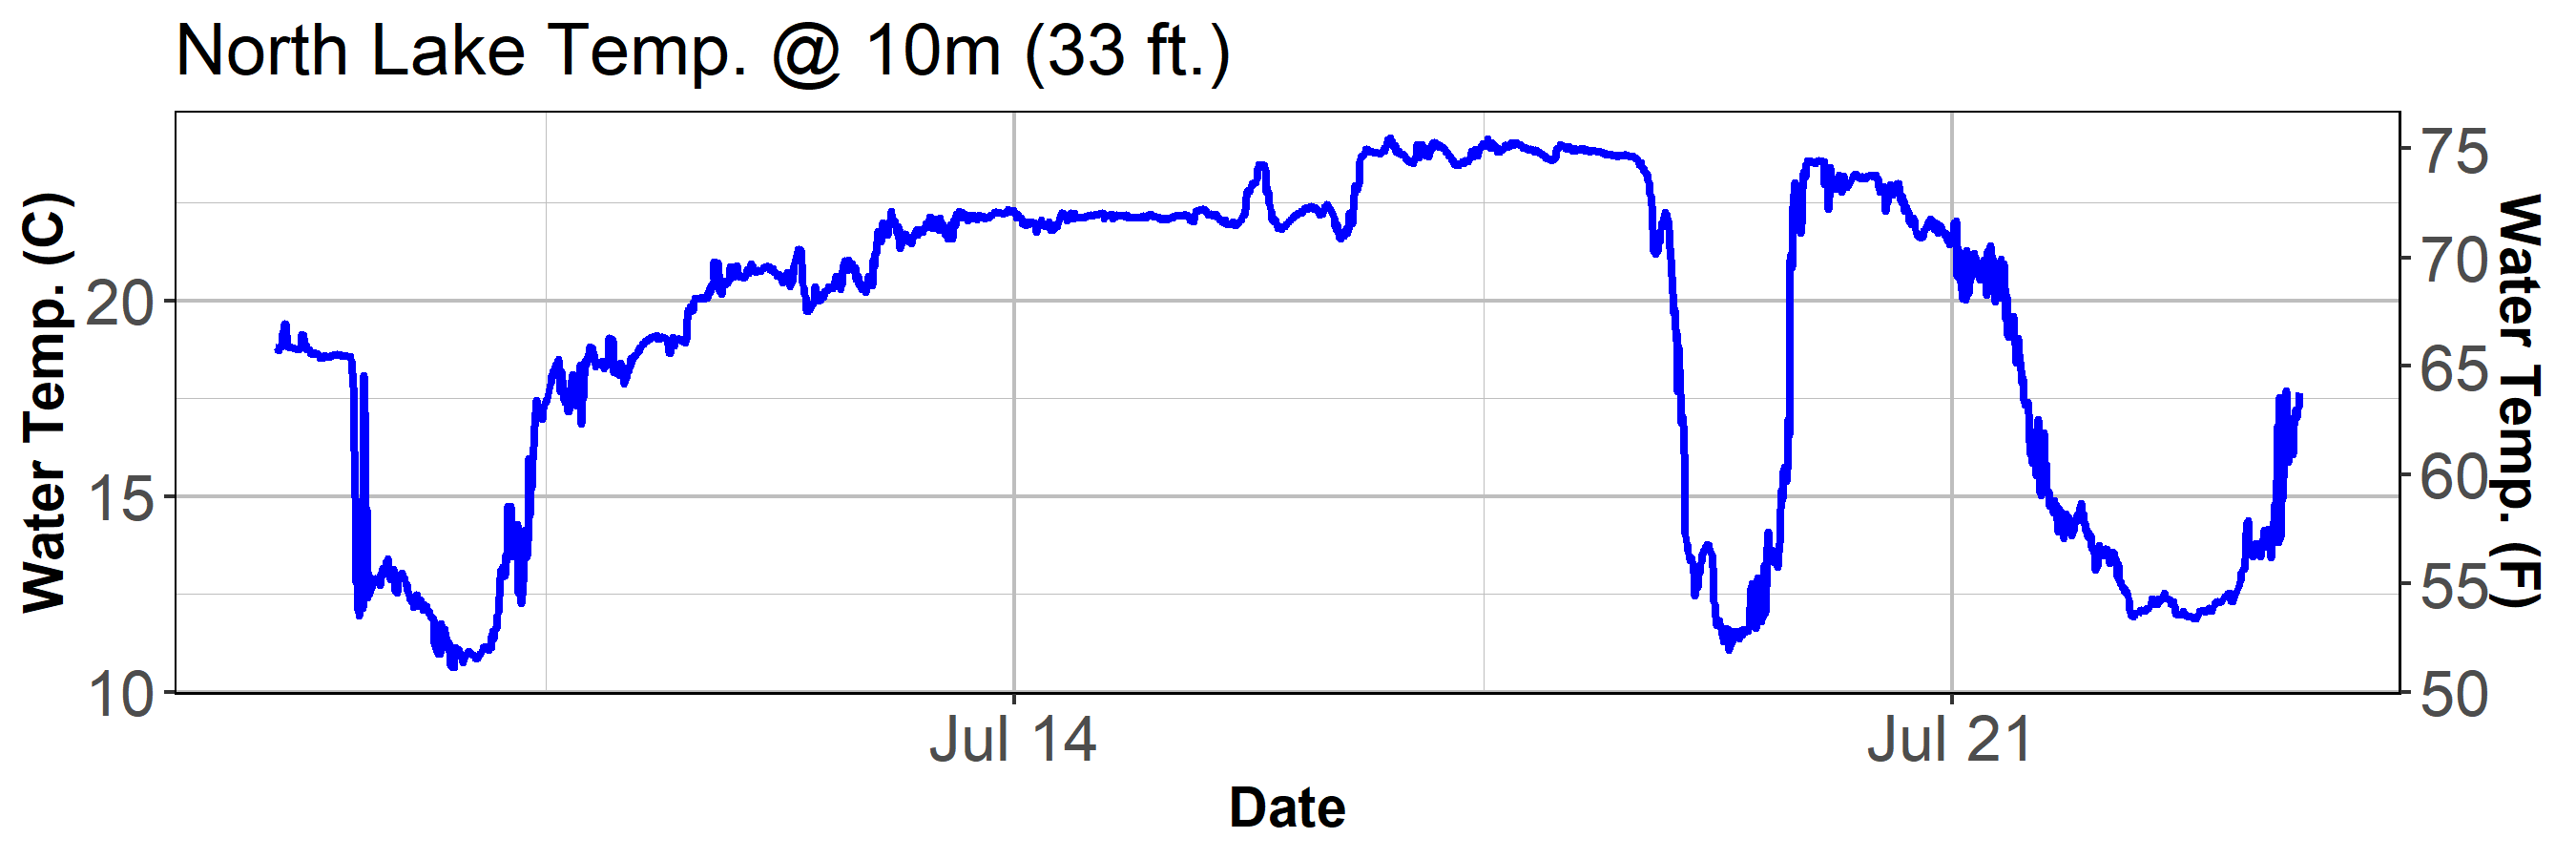 North Lake Temp. @ 10m (33 ft.)
Water Temp. (C)
20
15
10
75
70
65
60
55
50
Water Temp. (F)
Jul 14
Jul 21
Date